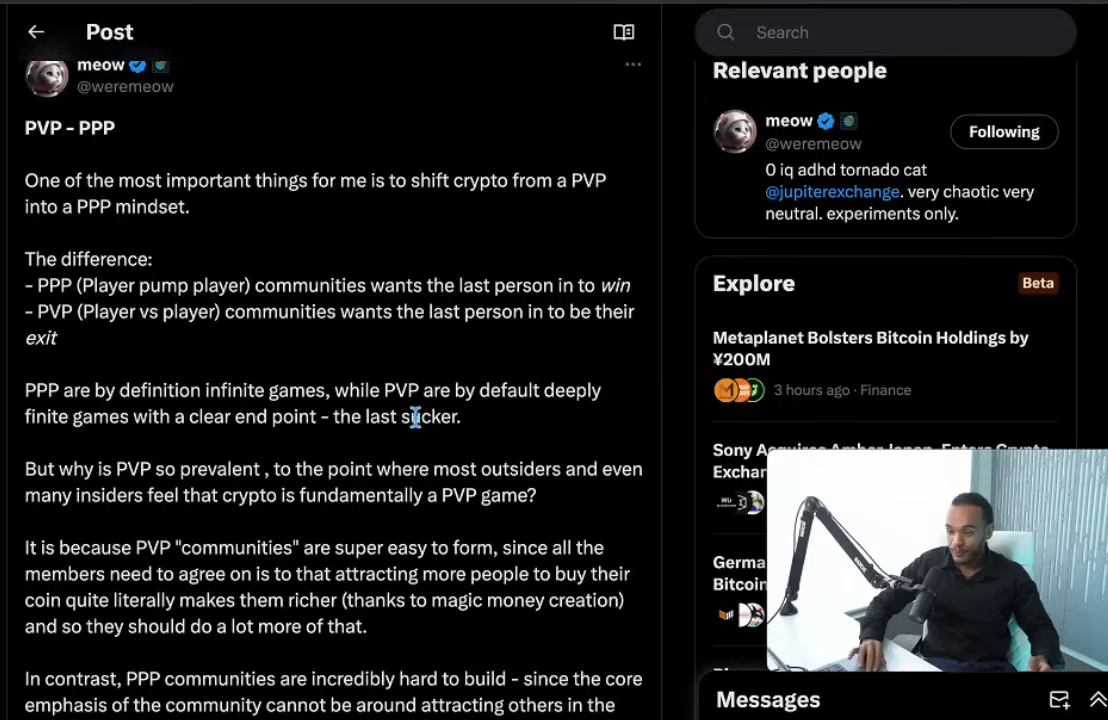 Post
meow
@weremeow
PVP - PPP
One of the most important things for me is to shift crypto from a PVP
into a PPP mindset.
The difference:
- PPP (Player pump player) communities wants the last person in to win
- PVP (Player vs player) communities wants the last person in to be their
exit
PPP are by definition infinite games, while PVP are by default deeply
finite games with a clear end point - the last sucker.
But why is PVP so prevalent , to the point where most outsiders and even
many insiders feel that crypto is fundamentally a PVP game?
It is because PVP "communities" are super easy to form, since all the
members need to agree on is to that attracting more people to buy their
coin quite literally makes them richer (thanks to magic money creation)
and so they should do a lot more of that.
In contrast, PPP communities are incredibly hard to build - since the core
emphasis of the community cannot be around attracting others in the
Search
Relevant people
meow
@weremeow
Following
0 iq adhd tornado cat
@jupiterexchange. very chaotic very
neutral. experiments only.
Explore
Beta
Metaplanet Bolsters Bitcoin Holdings by
¥200M
3 hours ago · Finance
Sony Acquires Amber Japan, Enters Crypto
Exchan
Germa
Bitcoin
Messages